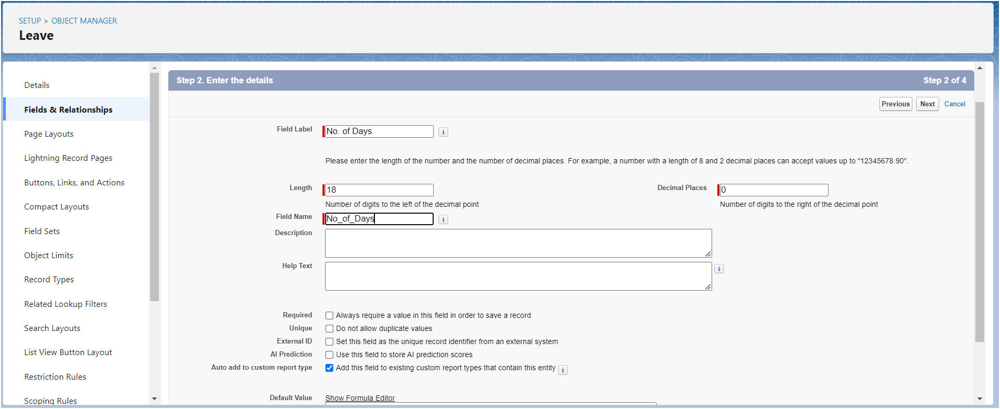 SETUP > OBJECT MANAGER
Leave
Details
Fields & Relationships
Page Layouts
Lightning Record Pages
Buttons, Links, and Actions
Compact Layouts
Field Sets
Object Limits
Record Types
Related Lookup Filters
Search Layouts
List View Button Layout
Restriction Rules
Scoping Rules
Step 2. Enter the details Step 2 of 4
Previous Next Cancel
Field Label No. of Days i
Please enter the length of the number and the number of decimal places. For example, a number with a length of 8 and 2 decimal places can accept values up to "12345678.90".
Length 18 Decimal Places 0
Number of digits to the left of the decimal point Number of digits to the right of the decimal point
Field Name No_of_Days i
Description
Help Text i
Required Always require a value in this field in order to save a record
Unique Do not allow duplicate values
External ID Set this field as the unique record identifier from an external system
AI Prediction Use this field to store AI prediction scores
Auto add to custom report type Add this field to existing custom report types that contain this entity i
Default Value Show Formula Editor